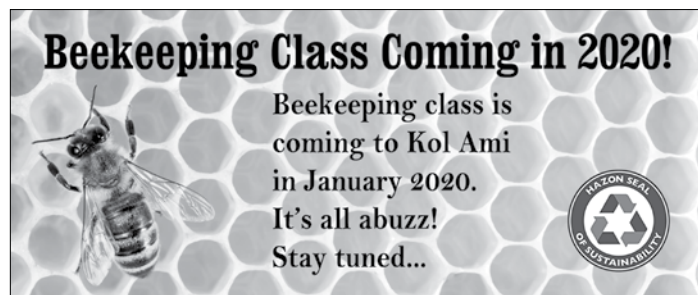 Beekeeping Class Coming in 2020!
Beekeeping class is
coming to Kol Ami
in January 2020.
It's all abuzz!
Stay tuned...
HAZON SEAL
OF SUSTAINABILITY